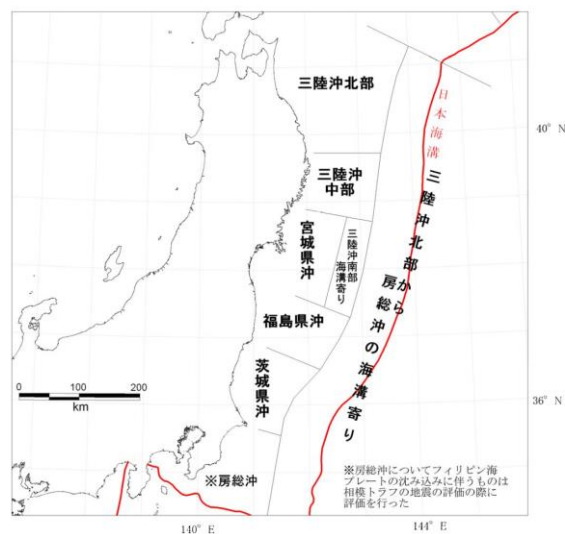 三陸沖北部
日本海溝
40° N
三陸沖
中部
三陸沖北部から
房総沖の海溝寄り
宮城県沖
三陸沖南部
海溝寄り
福島県沖
茨城県沖
0 50 100 200
km
36° N
※房総沖
※房総沖についてフィリピン海
プレートの沈み込みに伴うものは
相模トラフの地震の評価の際に
評価を行った
140° E
144° E